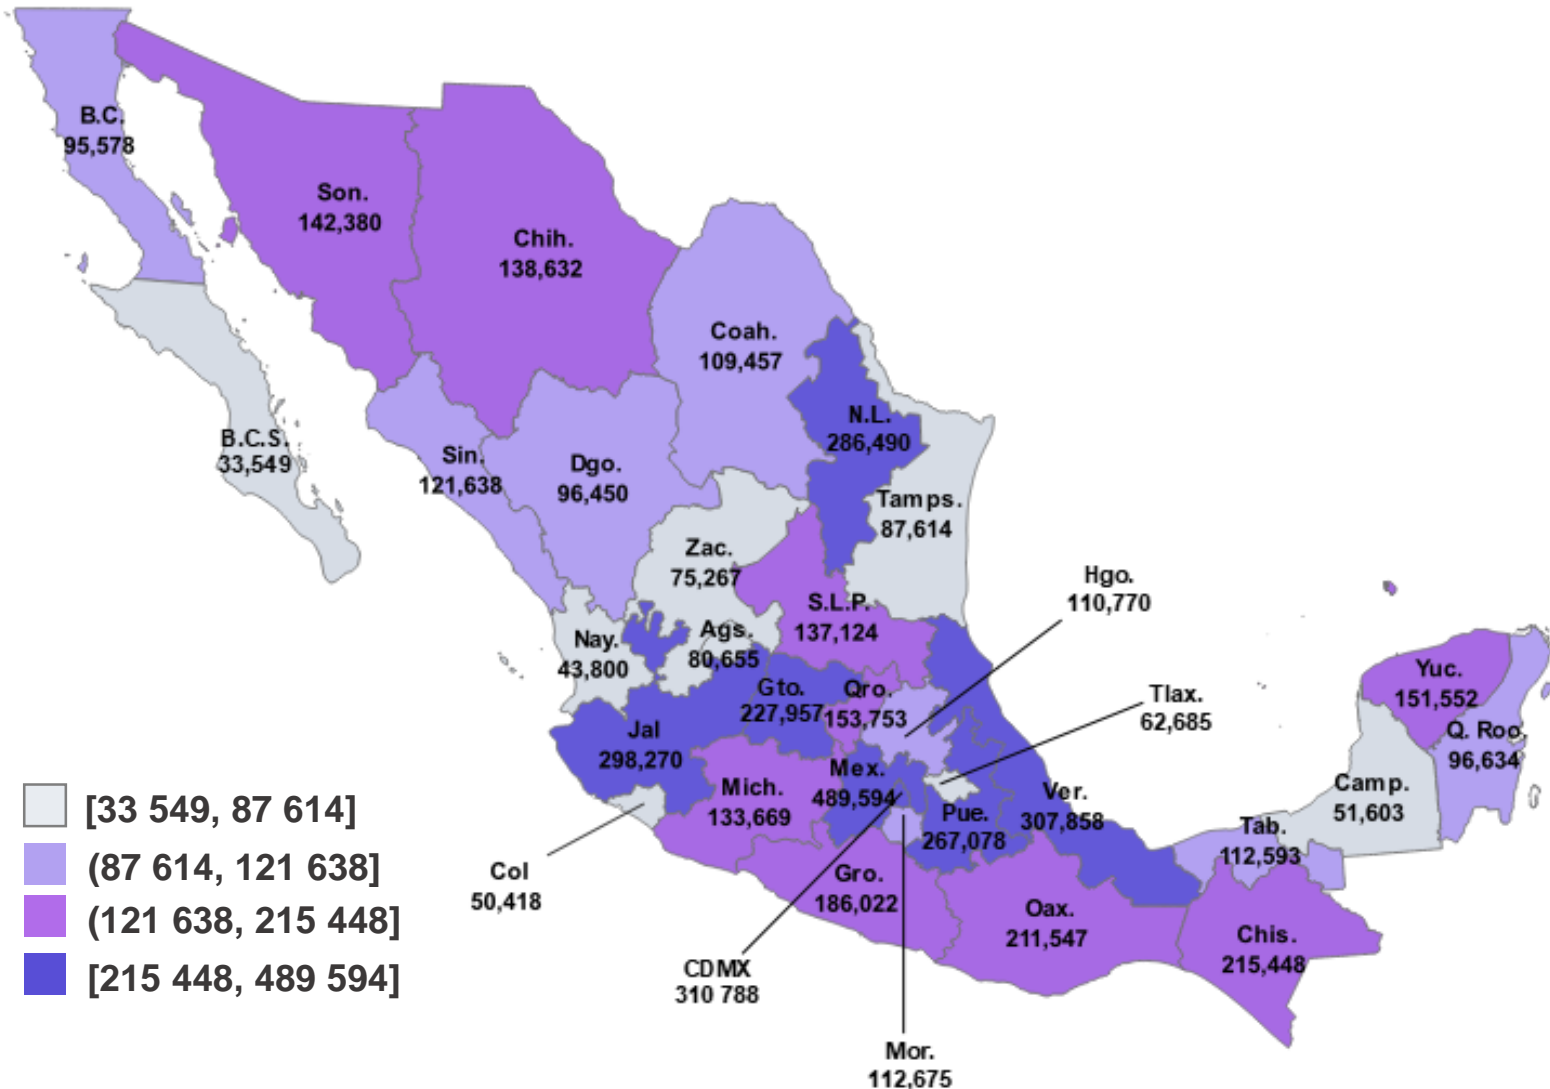 B.C.
95,578
Son.
142,380
Chih.
138,632
Coah.
109,457
B.C.S.
33,549
Sin.
121,638
Dgo.
96,450
N.L.
286,490
Tamps.
87,614
Zac.
75,267
S.L.P.
137,124
Hgo.
110,770
Nay.
43,800
Ags.
80,655
Gto.
227,957
Qro.
153,753
Tlax.
62,685
Yuc.
151,552
Q. Roo
96,634
Jal
298,270
Mich.
133,669
Mex.
489,594
Pue.
267,078
Ver.
307,858
Camp.
51,603
Tab.
112,593
Col
50,418
Gro.
186,022
Oax.
211,547
Chis.
215,448
CDMX
310 788
Mor.
112,675
[33 549, 87 614]
(87 614, 121 638]
(121 638, 215 448]
[215 448, 489 594]